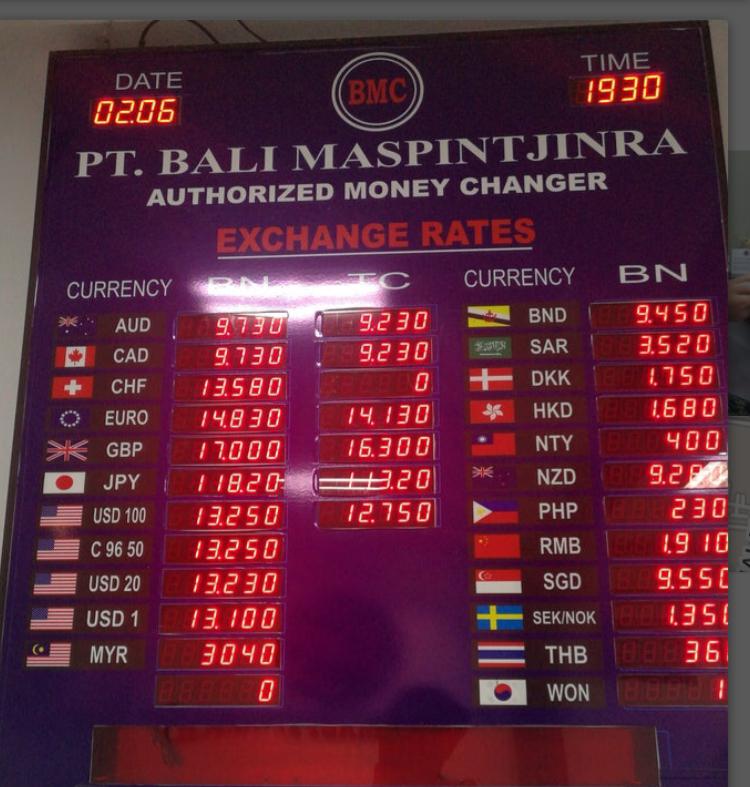 DATE
TIME
02.06
BMC
1930
PT. BALI MASPINTJINRA
AUTHORIZED MONEY CHANGER
EXCHANGE RATES
CURRENCY BN TC
AUD 9.730 9.230
CAD 9.730 9.230
CHF 13.580 0
EURO 14.830 14.130
GBP 17.000 16.300
JPY 118.20 113.20
USD 100 13.250 12.750
C 96 50 13.250
USD 20 13.230
USD 1 13.100
MYR 3040
0
CURRENCY BN
BND 9.450
SAR 3.520
DKK 1.750
HKD 1.680
NTY 400
NZD
PHP 230
RMB 1.910
SGD 9.550
SEK/NOK
THB
WON